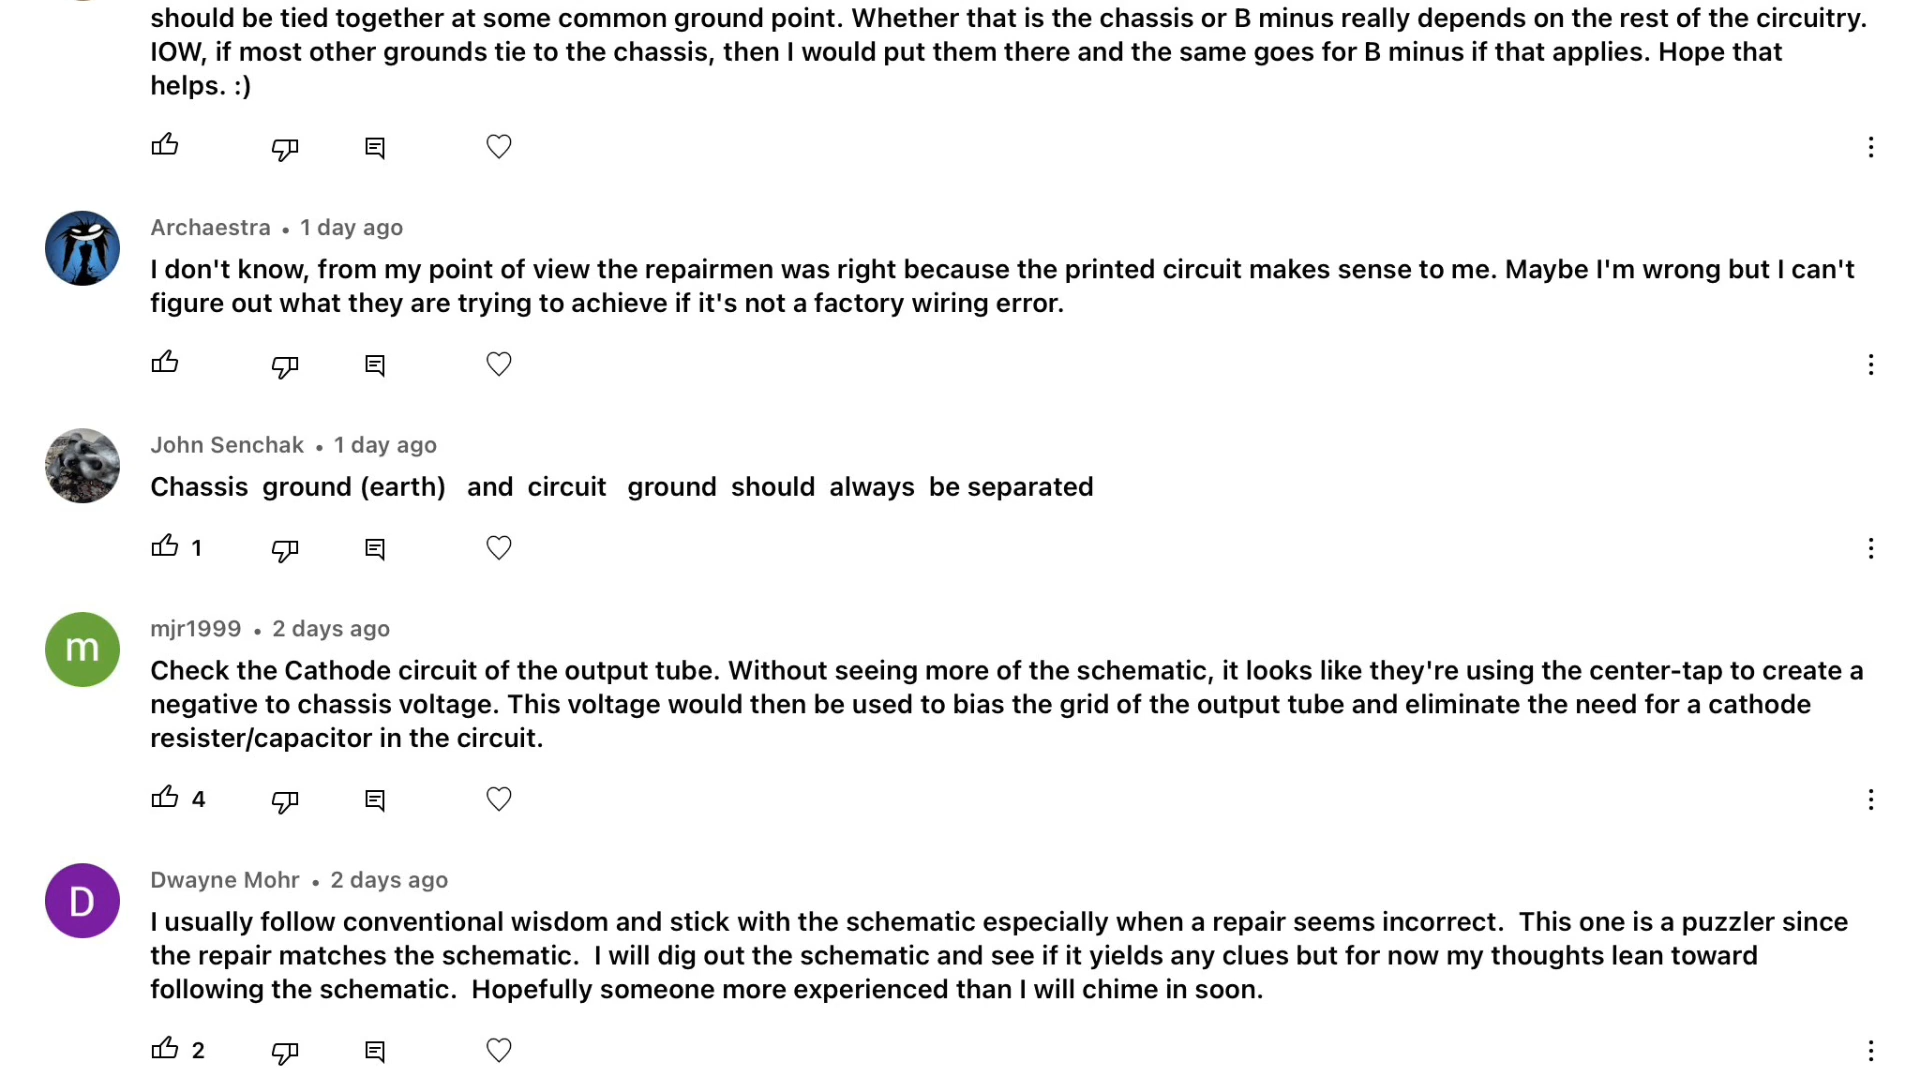 should be tied together at some common ground point. Whether that is the chassis or B minus really depends on the rest of the circuitry.
IOW, if most other grounds tie to the chassis, then I would put them there and the same goes for B minus if that applies. Hope that
helps. :)
Archaestra • 1 day ago
I don't know, from my point of view the repairmen was right because the printed circuit makes sense to me. Maybe I'm wrong but I can't
figure out what they are trying to achieve if it's not a factory wiring error.
John Senchak • 1 day ago
Chassis ground (earth) and circuit ground should always be separated
1
m
mjr1999 • 2 days ago
Check the Cathode circuit of the output tube. Without seeing more of the schematic, it looks like they're using the center-tap to create a
negative to chassis voltage. This voltage would then be used to bias the grid of the output tube and eliminate the need for a cathode
resister/capacitor in the circuit.
4
D
Dwayne Mohr • 2 days ago
I usually follow conventional wisdom and stick with the schematic especially when a repair seems incorrect. This one is a puzzler since
the repair matches the schematic. I will dig out the schematic and see if it yields any clues but for now my thoughts lean toward
following the schematic. Hopefully someone more experienced than I will chime in soon.
2